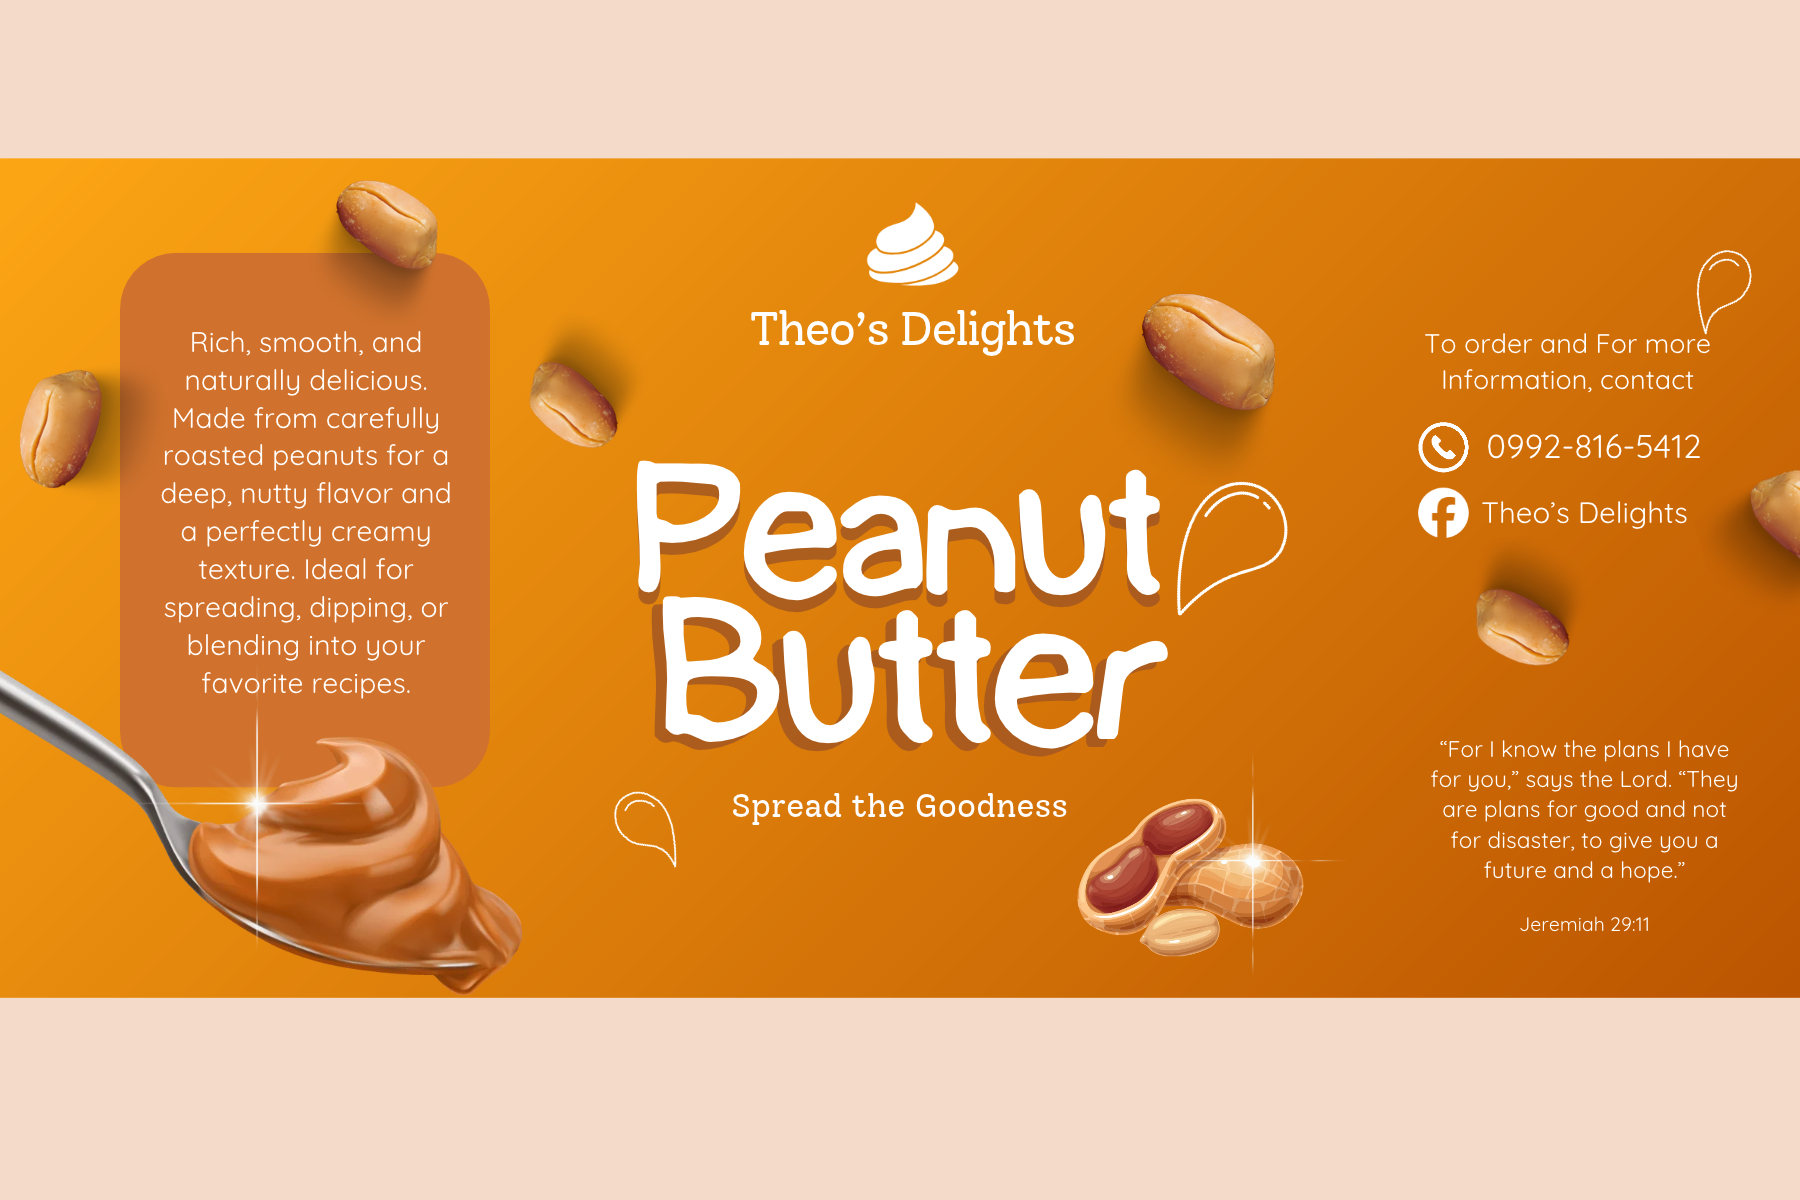 Rich, smooth, and
naturally delicious.
Made from carefully
roasted peanuts for a
deep, nutty flavor and
a perfectly creamy
texture. Ideal for
spreading, dipping, or
blending into your
favorite recipes.
Theo’s Delights
Peanut
Butter
Spread the Goodness
To order and For more
Information, contact
0992-816-5412
Theo’s Delights
“For I know the plans I have
for you,” says the Lord. “They
are plans for good and not
for disaster, to give you a
future and a hope.”
Jeremiah 29:11